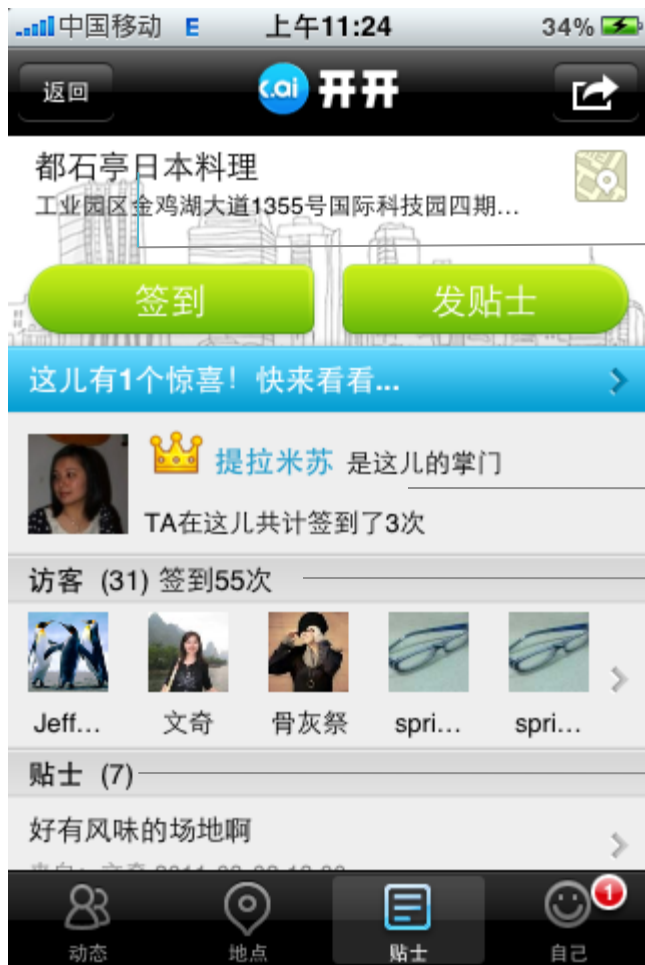 中国移动 E 上午11:24 34%
返回 k.ai 开开
都石亭日本料理
工业园区金鸡湖大道1355号国际科技园四期...
签到 发贴士
这儿有1个惊喜！快来看看...
提拉米苏 是这儿的掌门
TA在这儿共计签到了3次
访客 (31) 签到55次
Jeff... 文奇 骨灰祭 spri... spri...
贴士 (7)
好有风味的场地啊
动态 地点 贴士 自己 1